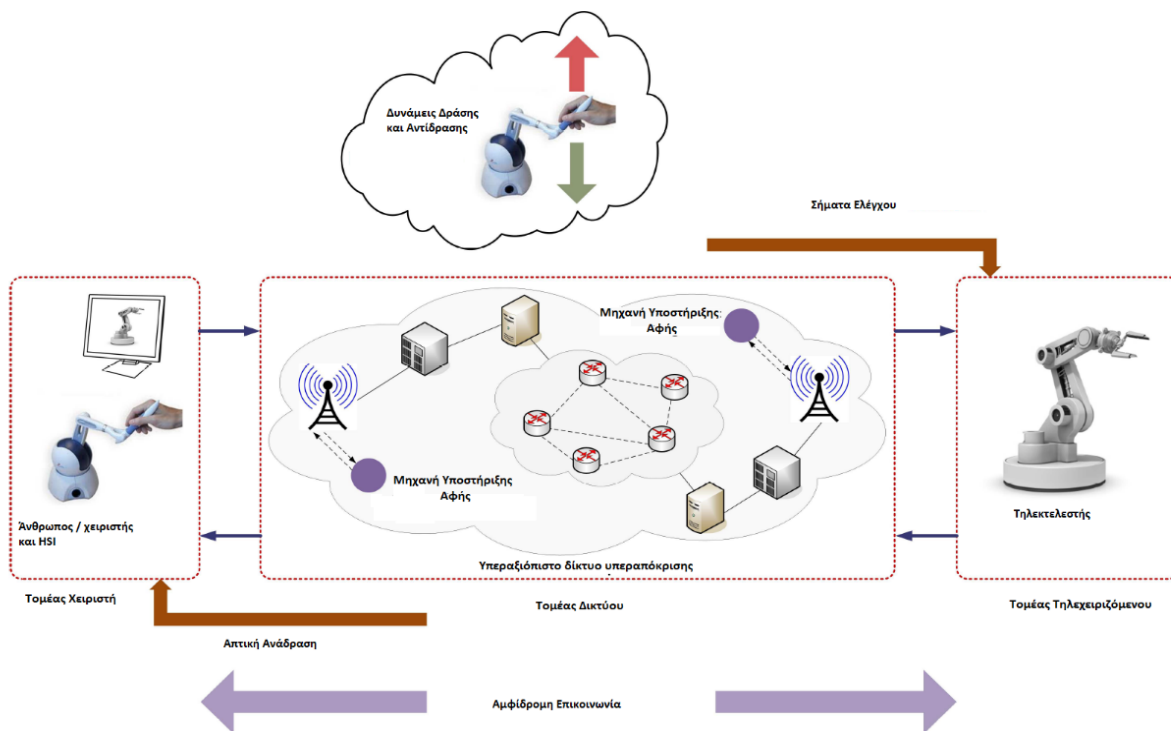 Δυνάμεις Δράσης
και Αντίδρασης
Σήματα Ελέγχου
Μηχανή Υποστήριξης:
Αφής
Μηχανή Υποστήριξης
Αφής
Άνθρωπος / χειριστής
και HSI
Τηλεκτελεστής
Υπεραξιόπιστο δίκτυο υπεραπόκρισης
Τομέας Χειριστή
Τομέας Δικτύου
Τομέας Τηλεχειριζόμενου
Απτική Ανάδραση
Αμφίδρομη Επικοινωνία